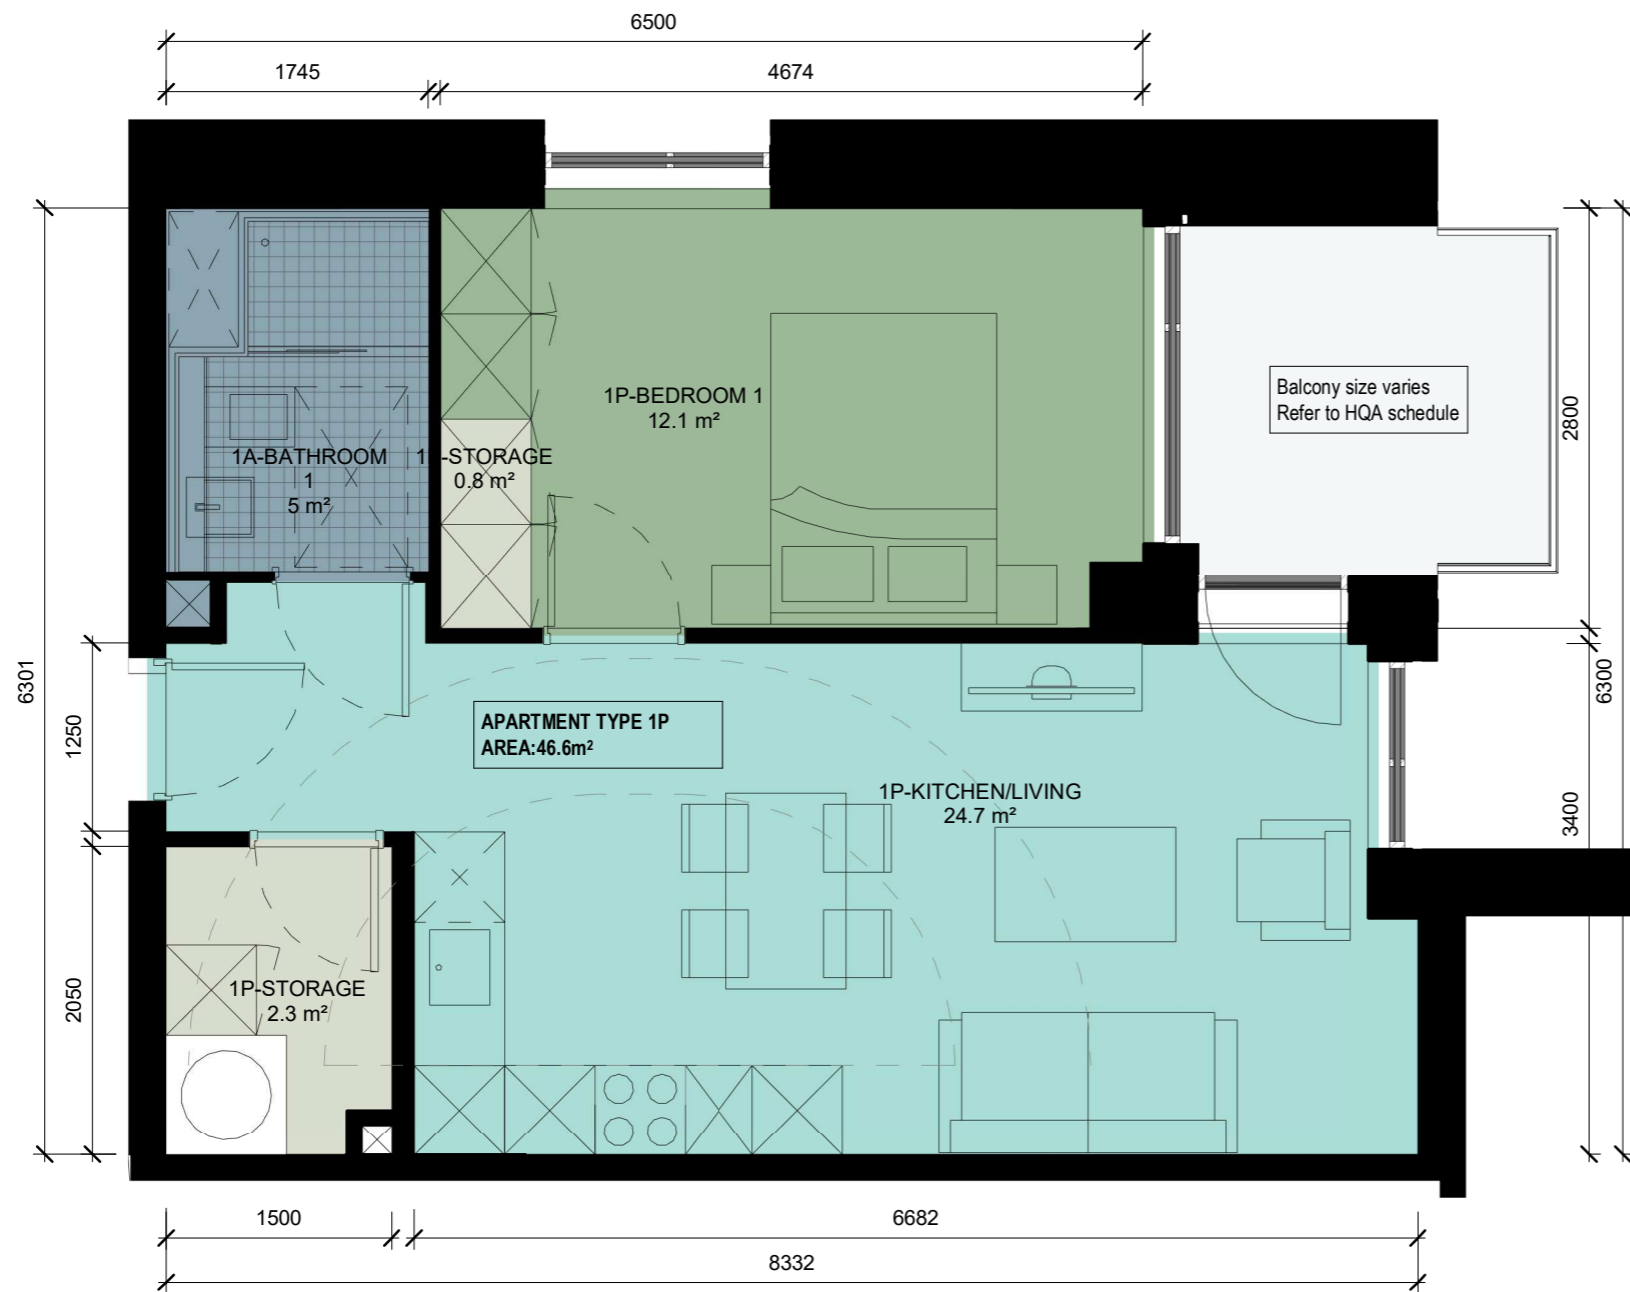 6500
1745
4674
1P-BEDROOM 1
12.1 m²
1A-BATHROOM
1
5 m²
-STORAGE
0.8 m²
Balcony size varies
Refer to HQA schedule
2800
6301
1250
6300
3400
APARTMENT TYPE 1P
AREA:46.6m²
1P-KITCHEN/LIVING
24.7 m²
2050
1P-STORAGE
2.3 m²
1500
6682
8332